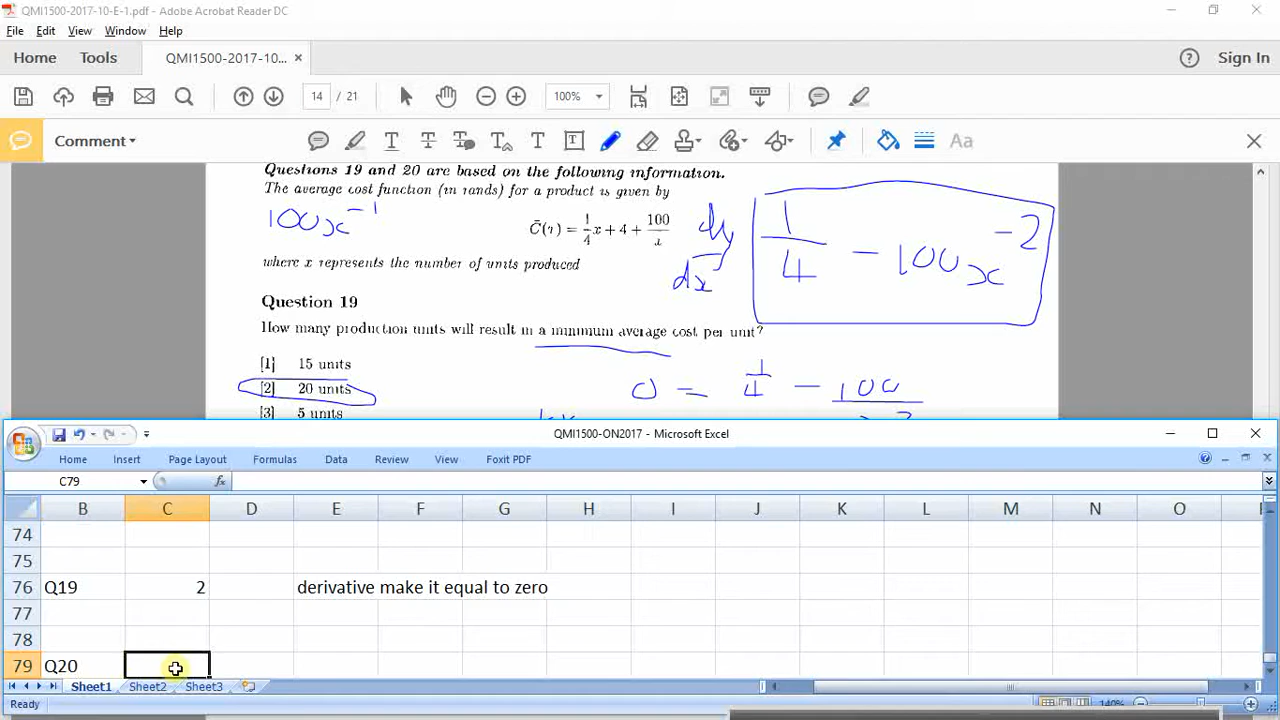 QMI1500-2017-10-E-1.pdf - Adobe Acrobat Reader DC
File Edit View Window Help
Home Tools QMI1500-2017-10... × Sign In
14 / 21 100%
Comment
Questions 19 and 20 are based on the following information.
The average cost function (in rands) for a product is given by
100x⁻¹
C̄(x) = 1/4 x + 4 + 100/x
dy/dx
1/4 - 100x⁻²
where x represents the number of units produced
Question 19
How many production units will result in a minimum average cost per unit?
[1] 15 units
[2] 20 units
[3] 5 units
0 = 1/4 - 100
QMI1500-ON2017 - Microsoft Excel
Home Insert Page Layout Formulas Data Review View Foxit PDF
C79 fx
B C D E F G H I J K L M N O
74
75
76 Q19 2 derivative make it equal to zero
77
78
79 Q20
Sheet1 Sheet2 Sheet3
Ready 140%